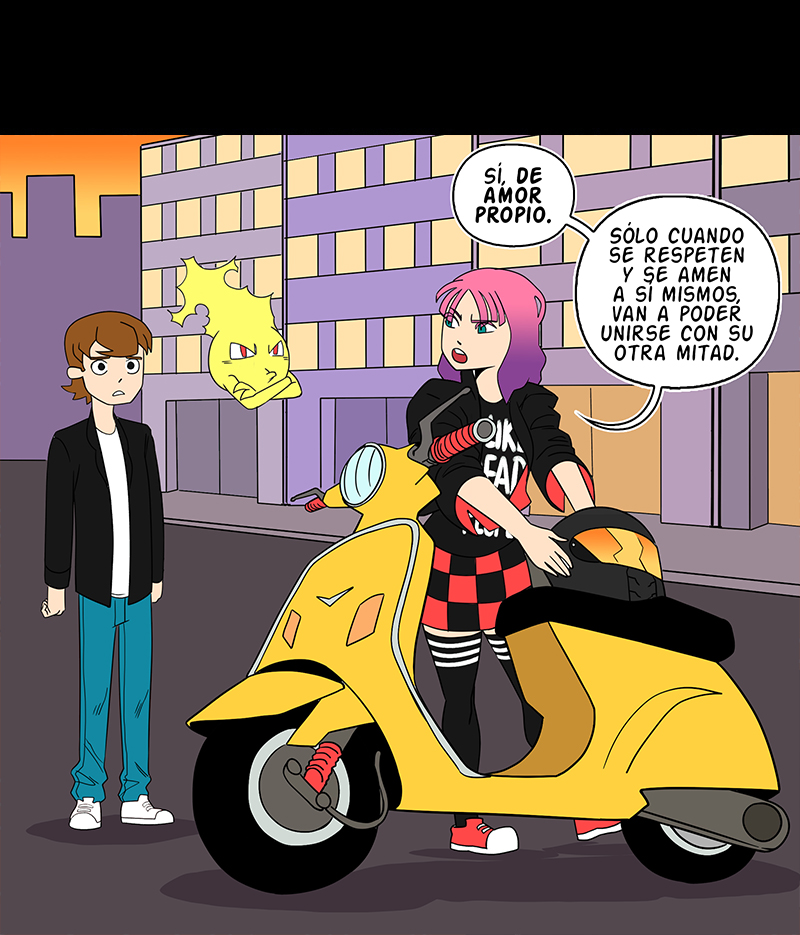 SÍ, DE
AMOR
PROPIO.
SÓLO CUANDO
SE RESPETEN
Y SE AMEN
A SÍ MISMOS,
VAN A PODER
UNIRSE CON SU
OTRA MITAD.